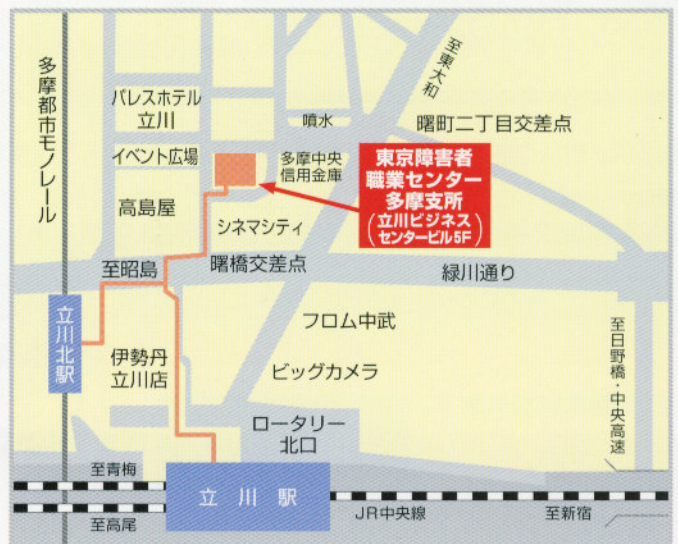 多摩都市モノレール
パレスホテル
立川
噴水
至東大和
曙町二丁目交差点
イベント広場
多摩中央
信用金庫
東京障害者
職業センター
多摩支所
(立川ビジネス
センタービル5F)
高島屋
シネマシティ
至昭島
曙橋交差点
緑川通り
立川北駅
伊勢丹
立川店
フロム中武
ビッグカメラ
至日野橋・中央高速
ロータリー
北口
至青梅
立川駅
至高尾
JR中央線
至新宿